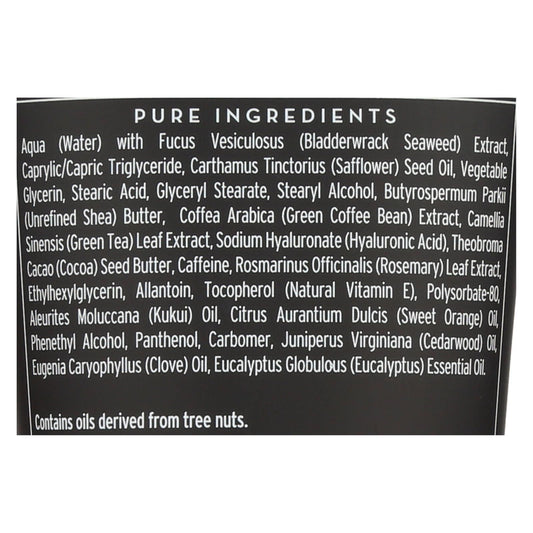 PURE INGREDIENTS
Aqua (Water) with Fucus Vesiculosus (Bladderwrack Seaweed) Extract,
Caprylic/Capric Triglyceride, Carthamus Tinctorius (Safflower) Seed Oil, Vegetable
Glycerin, Stearic Acid, Glyceryl Stearate, Stearyl Alcohol, Butyrospermum Parkii
(Unrefined Shea) Butter, Coffea Arabica (Green Coffee Bean) Extract, Camellia
Sinensis (Green Tea) Leaf Extract, Sodium Hyaluronate (Hyaluronic Acid), Theobroma
Cacao (Cocoa) Seed Butter, Caffeine, Rosmarinus Officinalis (Rosemary) Leaf Extract,
Ethylhexylglycerin, Allantoin, Tocopherol (Natural Vitamin E), Polysorbate-80,
Aleurites Moluccana (Kukui) Oil, Citrus Aurantium Dulcis (Sweet Orange) Oil,
Phenethyl Alcohol, Panthenol, Carbomer, Juniperus Virginiana (Cedarwood) Oil,
Eugenia Caryophyllus (Clove) Oil, Eucalyptus Globulous (Eucalyptus) Essential Oil.
Contains oils derived from tree nuts.